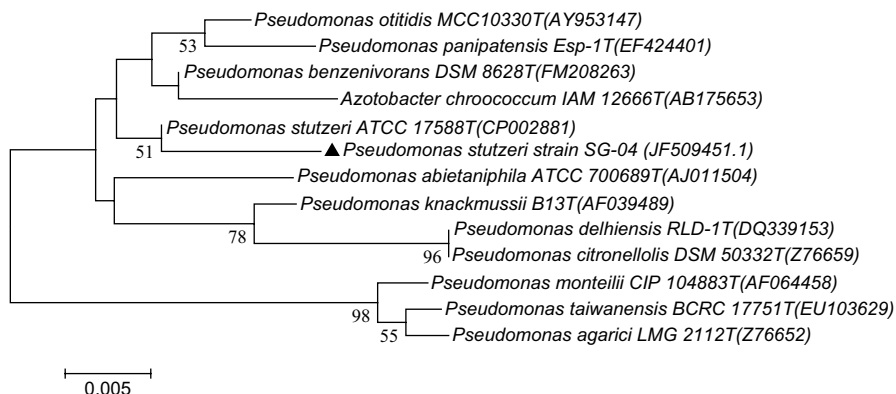 Pseudomonas otitidis MCC10330T(AY953147)
53
Pseudomonas panipatensis Esp-1T(EF424401)
Pseudomonas benzenivorans DSM 8628T(FM208263)
Azotobacter chroococcum IAM 12666T(AB175653)
Pseudomonas stutzeri ATCC 17588T(CP002881)
51
Pseudomonas stutzeri strain SG-04 (JF509451.1)
Pseudomonas abietaniphila ATCC 700689T(AJ011504)
Pseudomonas knackmussii B13T(AF039489)
78
Pseudomonas delhiensis RLD-1T(DQ339153)
96
Pseudomonas citronellolis DSM 50332T(Z76659)
Pseudomonas monteilii CIP 104883T(AF064458)
98
Pseudomonas taiwanensis BCRC 17751T(EU103629)
55
Pseudomonas agarici LMG 2112T(Z76652)
0.005